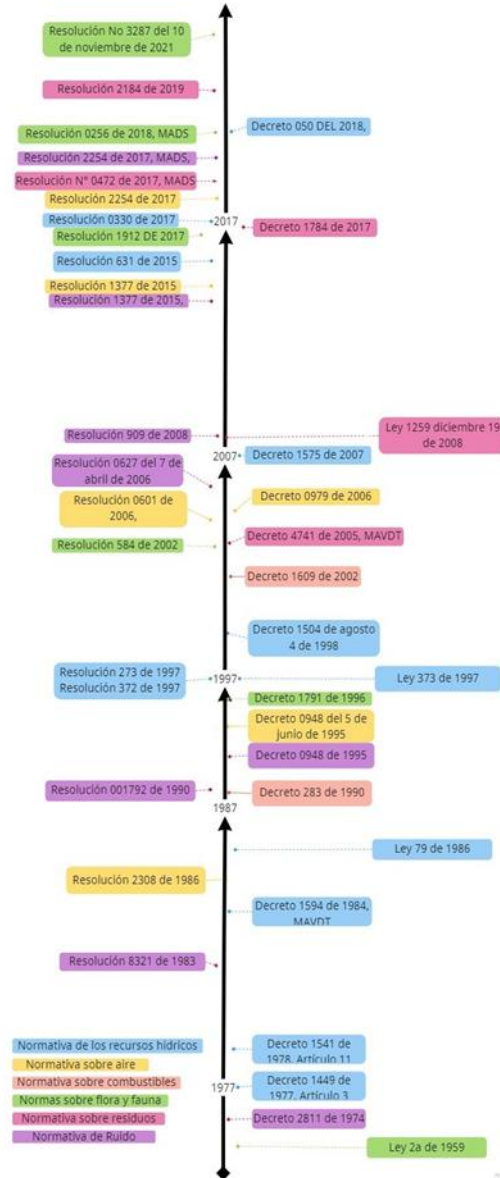 Resolución No 3287 del 10
de noviembre de 2021
Resolución 2184 de 2019
Resolución 0256 de 2018, MADS
Decreto 050 DEL 2018,
Resolución 2254 de 2017, MADS,
Resolución N° 0472 de 2017, MADS
Resolución 2254 de 2017
Resolución 0330 de 2017
2017
Decreto 1784 de 2017
Resolución 1912 DE 2017
Resolución 631 de 2015
Resolución 1377 de 2015
Resolución 1377 de 2015,
Resolución 909 de 2008
Ley 1259 diciembre 19
de 2008
2007
Decreto 1575 de 2007
Resolución 0627 del 7 de
abril de 2006
Resolución 0601 de
2006,
Decreto 0979 de 2006
Resolución 584 de 2002
Decreto 4741 de 2005, MAVDT
Decreto 1609 de 2002
Decreto 1504 de agosto
4 de 1998
Resolución 273 de 1997
Resolución 372 de 1997
1997
Ley 373 de 1997
Decreto 1791 de 1996
Decreto 0948 del 5 de
junio de 1995
Decreto 0948 de 1995
Resolución 001792 de 1990
Decreto 283 de 1990
1987
Ley 79 de 1986
Resolución 2308 de 1986
Decreto 1594 de 1984,
MAVDT
Resolución 8321 de 1983
Normativa de los recursos hídricos
Normativa sobre aire
Normativa sobre combustibles
Normas sobre flora y fauna
Normativa sobre residuos
Normativa de Ruido
Decreto 1541 de
1978, Artículo 11
1977
Decreto 1449 de
1977, Artículo 3
Decreto 2811 de 1974
Ley 2a de 1959